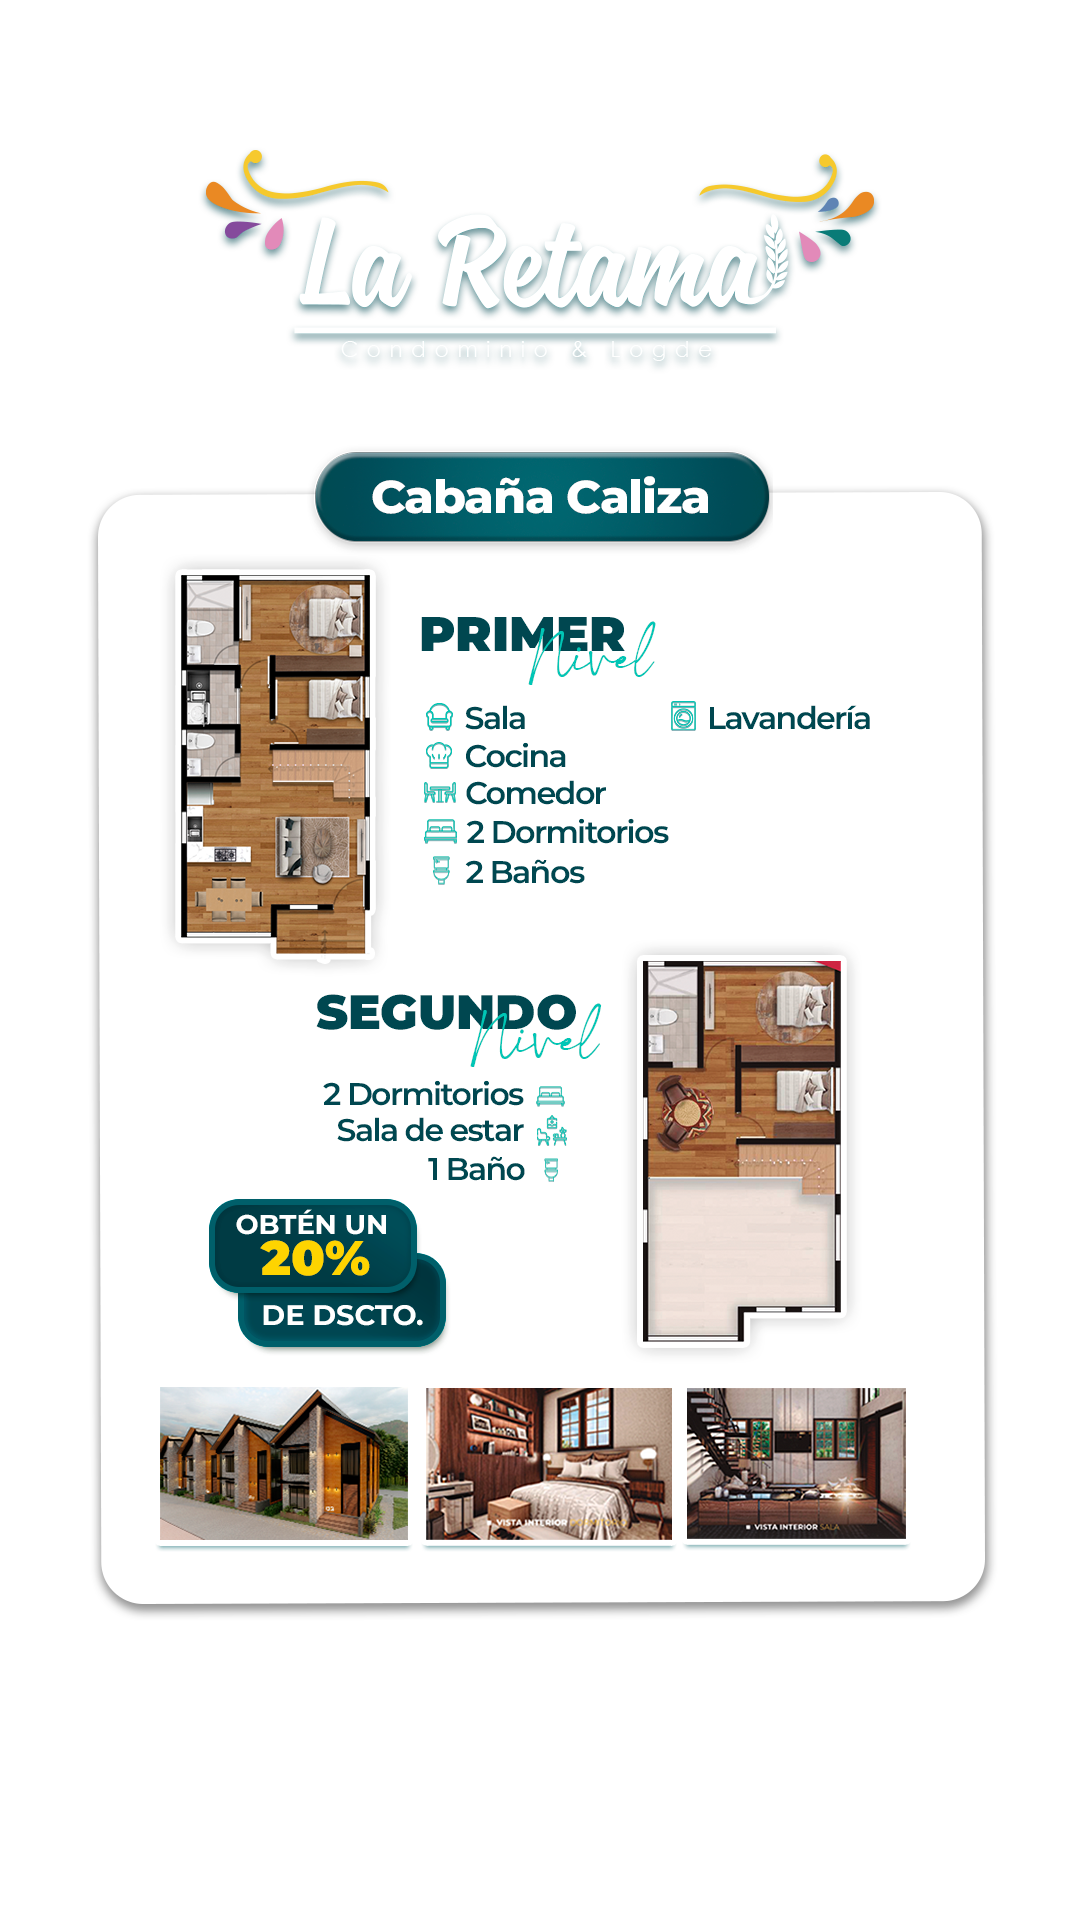 La Retama
Condominio & Logde
Cabaña Caliza
PRIMER
Nivel
Sala
Cocina
Comedor
2 Dormitorios
2 Baños
Lavandería
SEGUNDO
Nivel
2 Dormitorios
Sala de estar
1 Baño
OBTÉN UN
20%
DE DSCTO.
03
VISTA INTERIOR
VISTA INTERIOR SALA